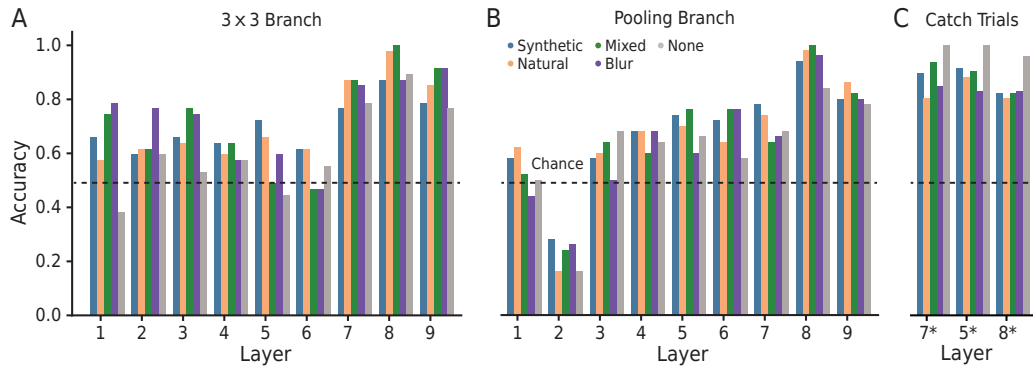 A
3 × 3 Branch
Accuracy
1.0
0.8
0.6
0.4
0.2
0.0
1 2 3 4 5 6 7 8 9
Layer
B
Pooling Branch
Synthetic Mixed None
Natural Blur
Chance
1 2 3 4 5 6 7 8 9
Layer
C
Catch Trials
7* 5* 8*
Layer